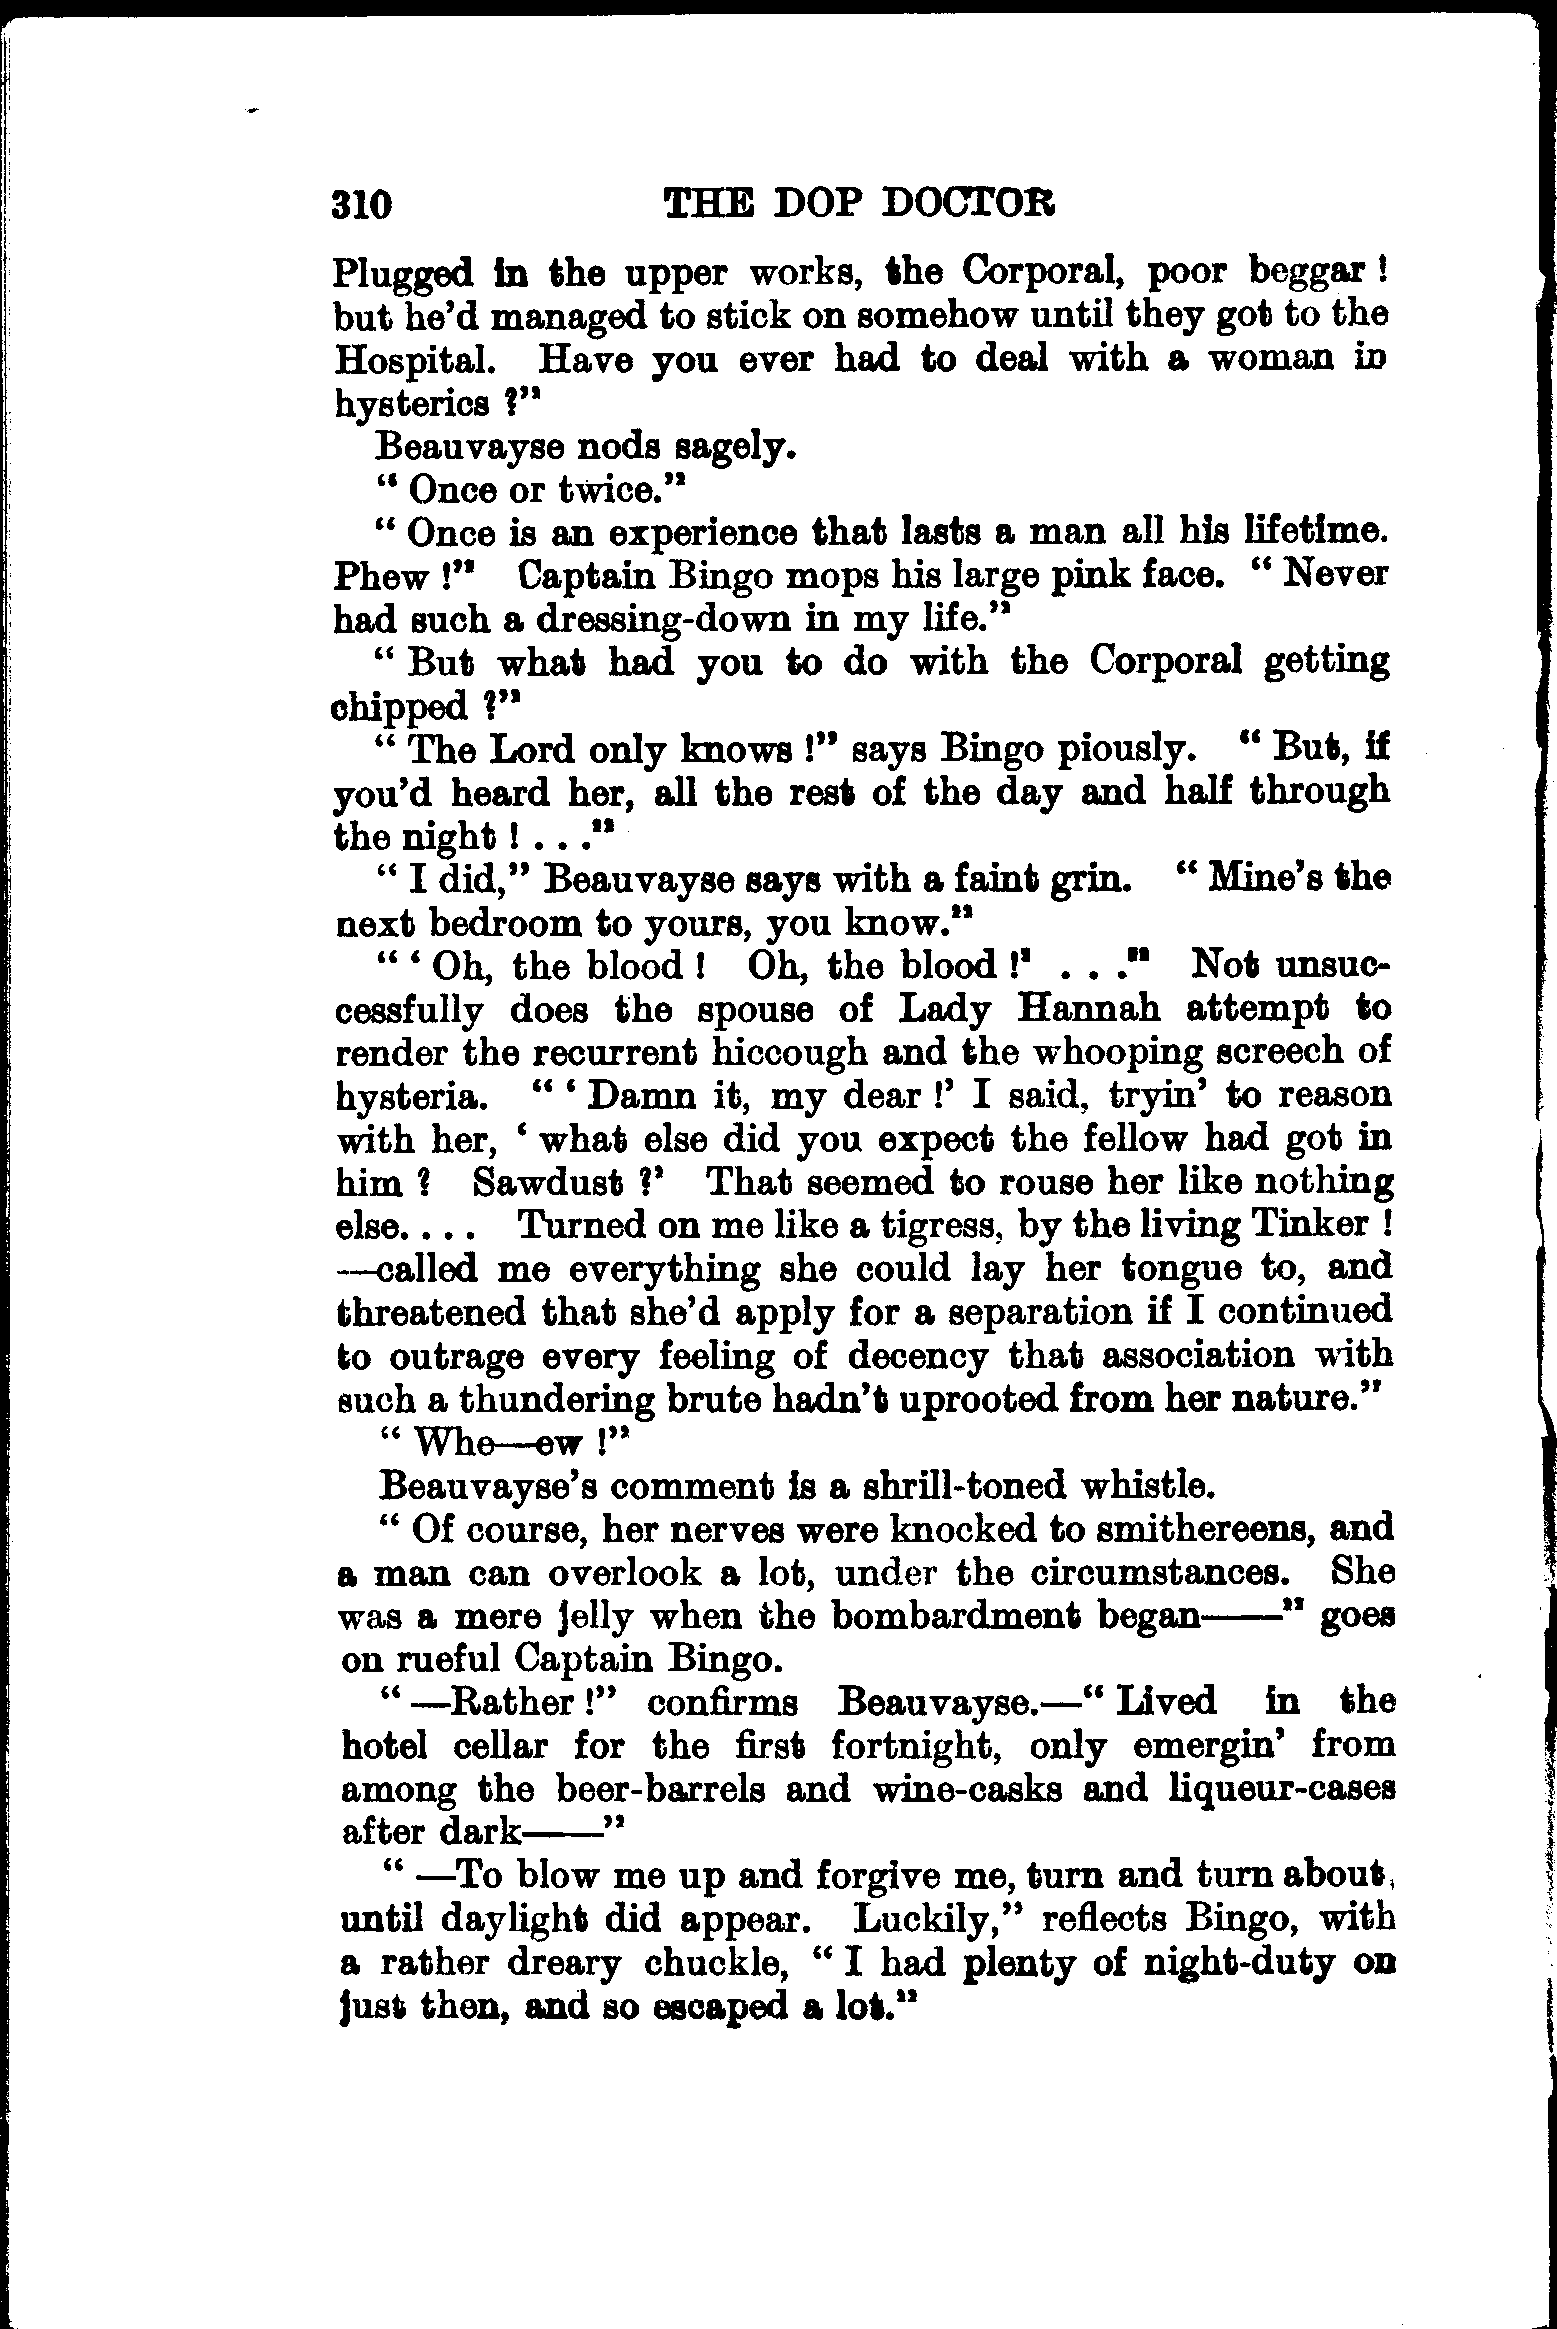 310 THE DOP DOCTOR
Plugged in the upper works, the Corporal, poor beggar !
but he'd managed to stick on somehow until they got to the
Hospital. Have you ever had to deal with a woman in
hysterics ?"
Beauvayse nods sagely.
" Once or twice."
" Once is an experience that lasts a man all his lifetime.
Phew !" Captain Bingo mops his large pink face. " Never
had such a dressing-down in my life."
" But what had you to do with the Corporal getting
chipped ?"
" The Lord only knows !" says Bingo piously. " But, if
you'd heard her, all the rest of the day and half through
the night ! . . ."
" I did," Beauvayse says with a faint grin. " Mine's the
next bedroom to yours, you know."
" ' Oh, the blood ! Oh, the blood !' . . ." Not unsuc-
cessfully does the spouse of Lady Hannah attempt to
render the recurrent hiccough and the whooping screech of
hysteria. " ' Damn it, my dear !' I said, tryin' to reason
with her, ' what else did you expect the fellow had got in
him ? Sawdust ?' That seemed to rouse her like nothing
else. . . . Turned on me like a tigress, by the living Tinker !
—called me everything she could lay her tongue to, and
threatened that she'd apply for a separation if I continued
to outrage every feeling of decency that association with
such a thundering brute hadn't uprooted from her nature."
" Whe—ew !"
Beauvayse's comment is a shrill-toned whistle.
" Of course, her nerves were knocked to smithereens, and
a man can overlook a lot, under the circumstances. She
was a mere jelly when the bombardment began——" goes
on rueful Captain Bingo.
" —Rather !" confirms Beauvayse.—" Lived in the
hotel cellar for the first fortnight, only emergin' from
among the beer-barrels and wine-casks and liqueur-cases
after dark——"
" —To blow me up and forgive me, turn and turn about,
until daylight did appear. Luckily," reflects Bingo, with
a rather dreary chuckle, " I had plenty of night-duty on
just then, and so escaped a lot."